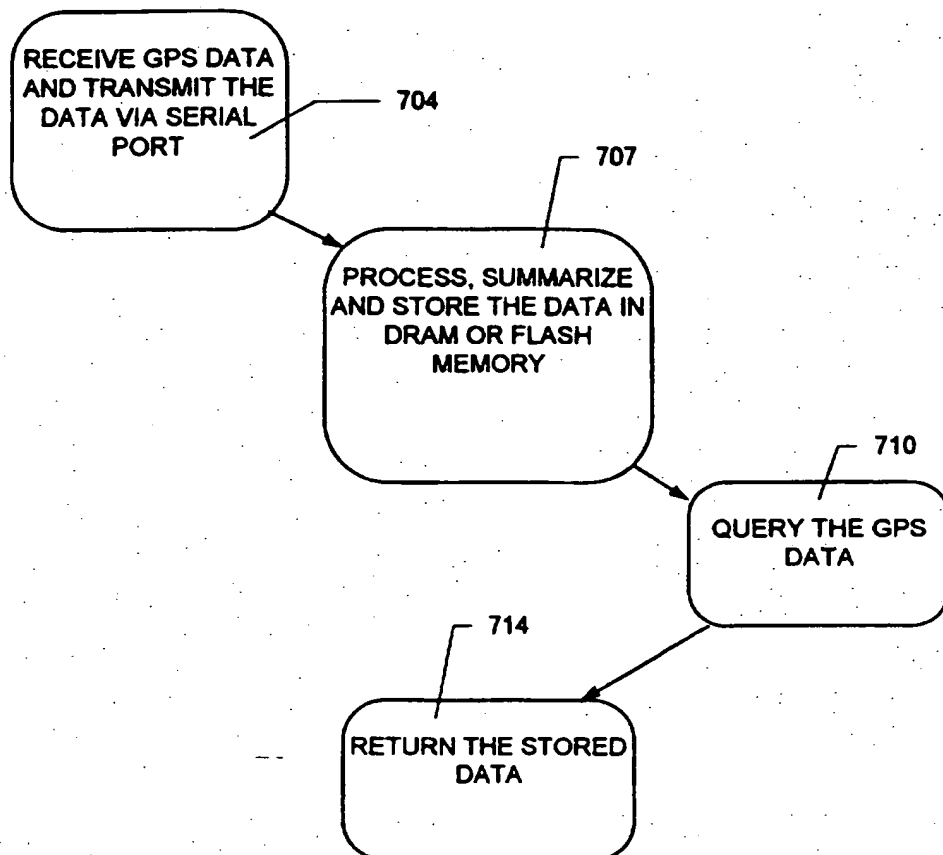 RECEIVE GPS DATA
AND TRANSMIT THE
DATA VIA SERIAL
PORT
704
707
PROCESS, SUMMARIZE
AND STORE THE DATA IN
DRAM OR FLASH
MEMORY
710
QUERY THE GPS
DATA
714
RETURN THE STORED
DATA